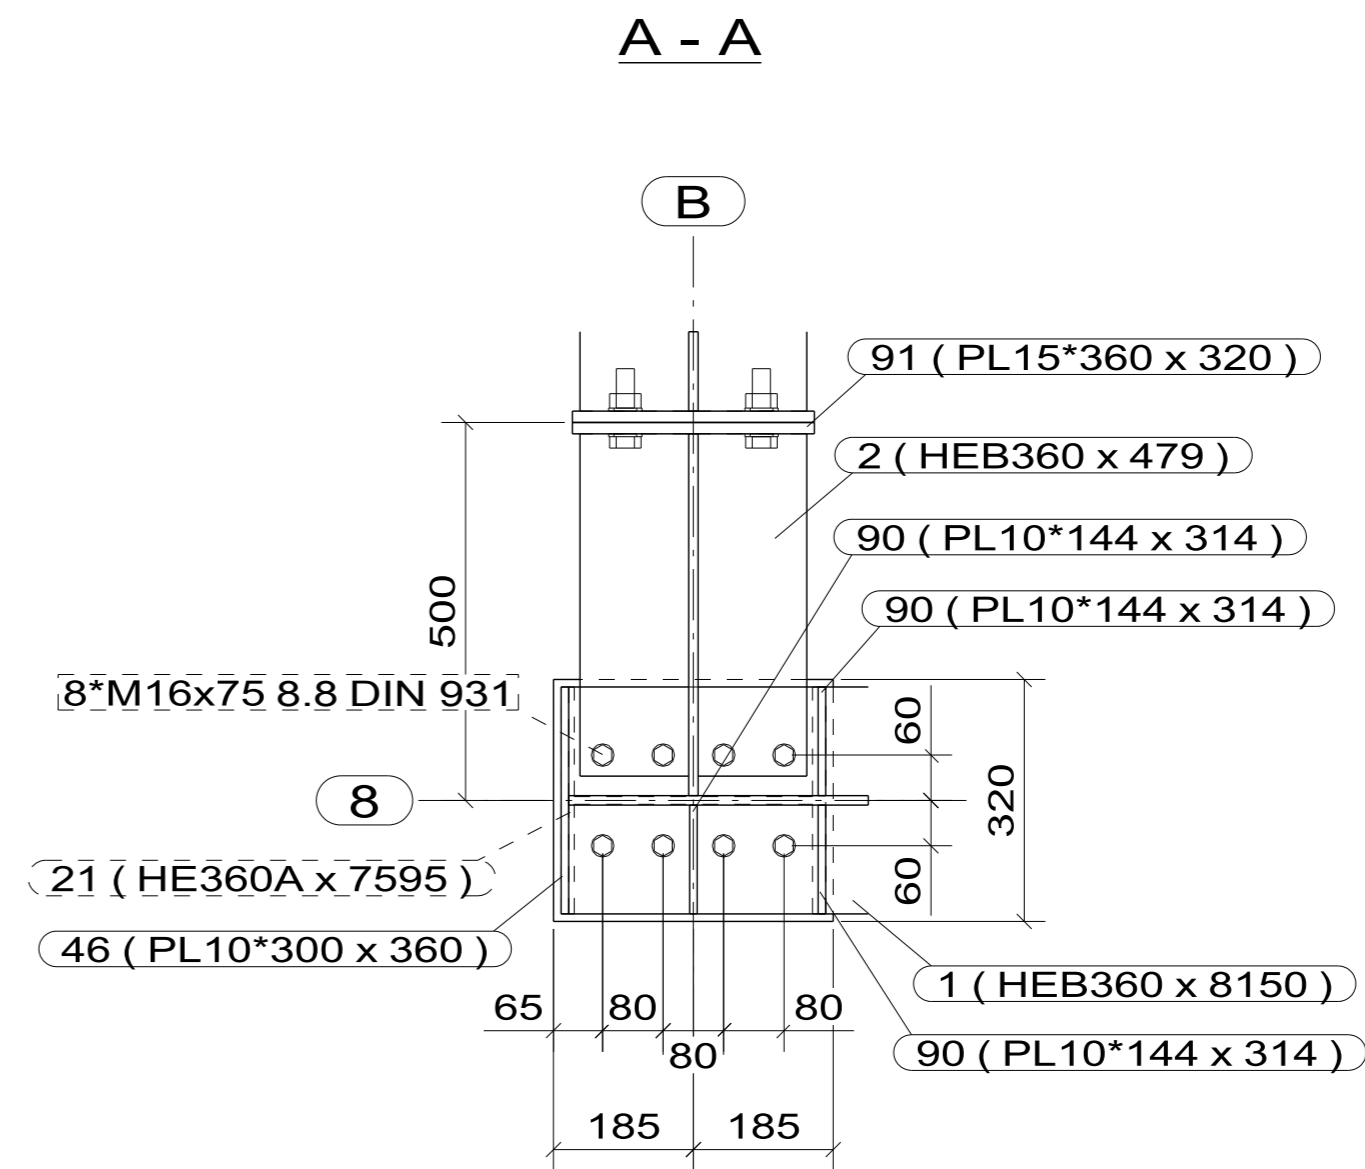 A - A
B
91 ( PL15*360 x 320 )
2 ( HEB360 x 479 )
90 ( PL10*144 x 314 )
500
90 ( PL10*144 x 314 )
8*M16x75 8.8 DIN 931
60
8
320
21 ( HE360A x 7595 )
60
46 ( PL10*300 x 360 )
1 ( HEB360 x 8150 )
65
80
80
80
90 ( PL10*144 x 314 )
185
185